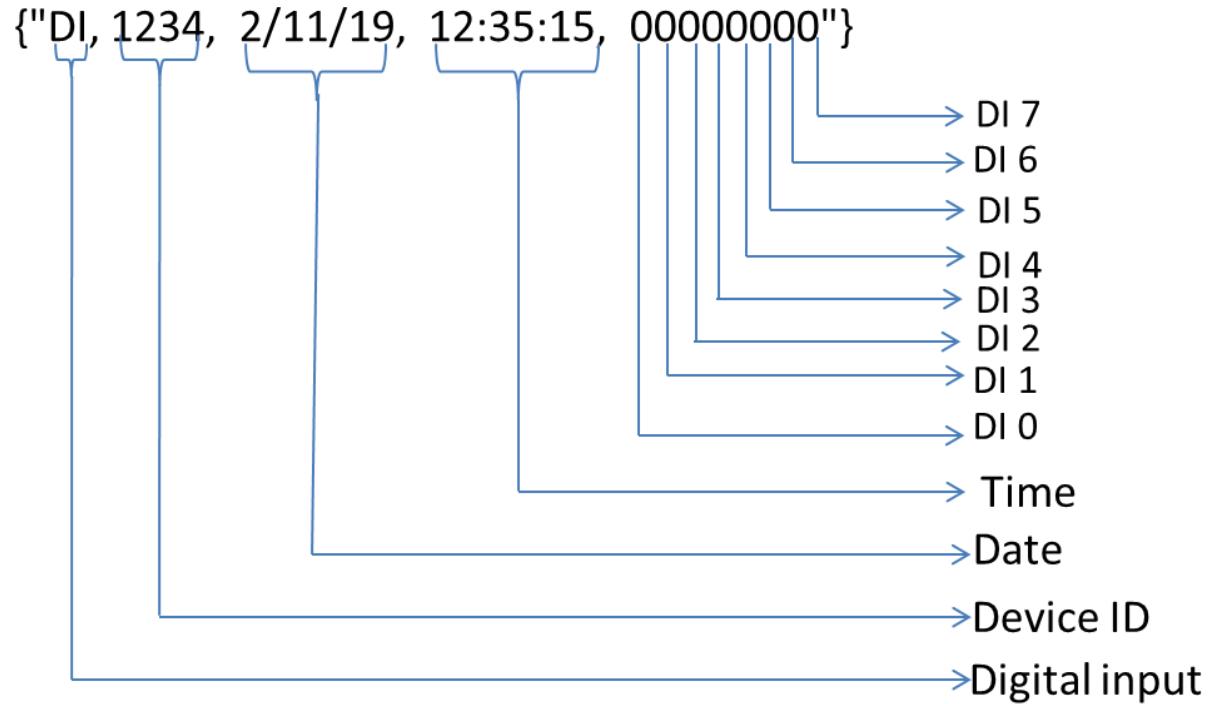 {"DI, 1234, 2/11/19, 12:35:15, 00000000"}
DI 7
DI 6
DI 5
DI 4
DI 3
DI 2
DI 1
DI 0
Time
Date
Device ID
Digital input